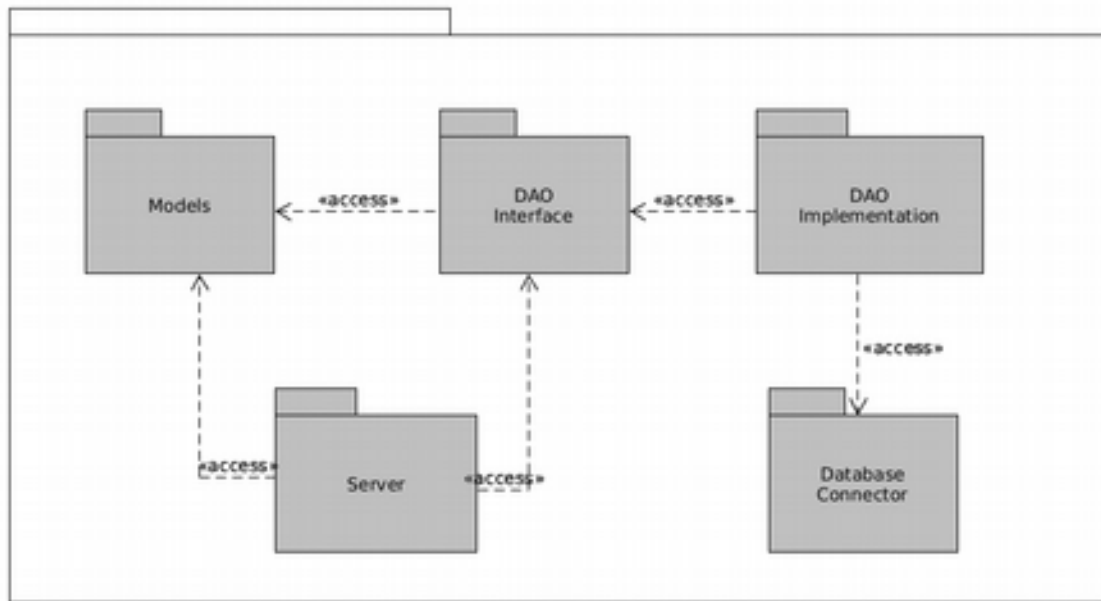 Models
«access»
DAO
Interface
«access»
DAO
Implementation
«access»
«access»
Server
«access»
Database
Connector